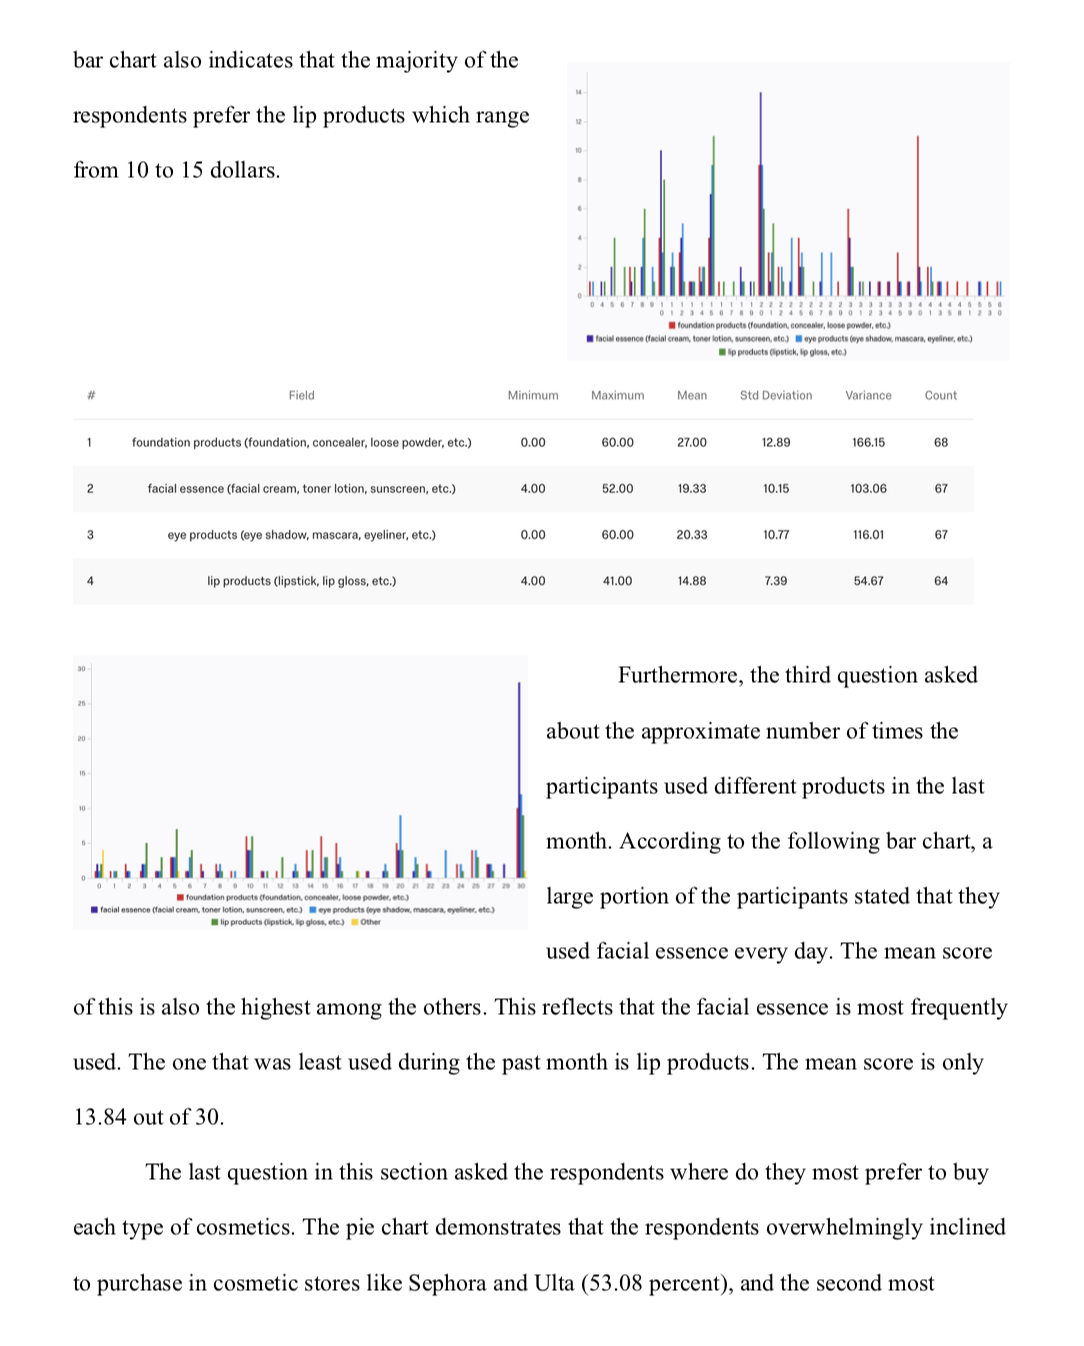 bar chart also indicates that the majority of the
respondents prefer the lip products which range
from 10 to 15 dollars.
14
12
10
8
6
4
2
0
foundation products (foundation, concealer, loose powder, etc.)
facial essence (facial cream, toner lotion, sunscreen, etc.) eye products (eye shadow, mascara, eyeliner, etc.)
lip products (lipstick, lip gloss, etc.)
# Field Minimum Maximum Mean Std Deviation Variance Count
1 foundation products (foundation, concealer, loose powder, etc.) 0.00 60.00 27.00 12.89 166.15 68
2 facial essence (facial cream, toner lotion, sunscreen, etc.) 4.00 52.00 19.33 10.15 103.06 67
3 eye products (eye shadow, mascara, eyeliner, etc.) 0.00 60.00 20.33 10.77 116.01 67
4 lip products (lipstick, lip gloss, etc.) 4.00 41.00 14.88 7.39 54.67 64
30
25
20
15
10
5
0
0 1 2 3 4 5 6 7 8 9 10 11 12 13 14 15 16 17 18 19 20 21 22 23 24 25 27 29 30
foundation products (foundation, concealer, loose powder, etc.)
facial essence (facial cream, toner lotion, sunscreen, etc.) eye products (eye shadow, mascara, eyeliner, etc.)
lip products (lipstick, lip gloss, etc.) Other
Furthermore, the third question asked
about the approximate number of times the
participants used different products in the last
month. According to the following bar chart, a
large portion of the participants stated that they
used facial essence every day. The mean score
of this is also the highest among the others. This reflects that the facial essence is most frequently
used. The one that was least used during the past month is lip products. The mean score is only
13.84 out of 30.
The last question in this section asked the respondents where do they most prefer to buy
each type of cosmetics. The pie chart demonstrates that the respondents overwhelmingly inclined
to purchase in cosmetic stores like Sephora and Ulta (53.08 percent), and the second most